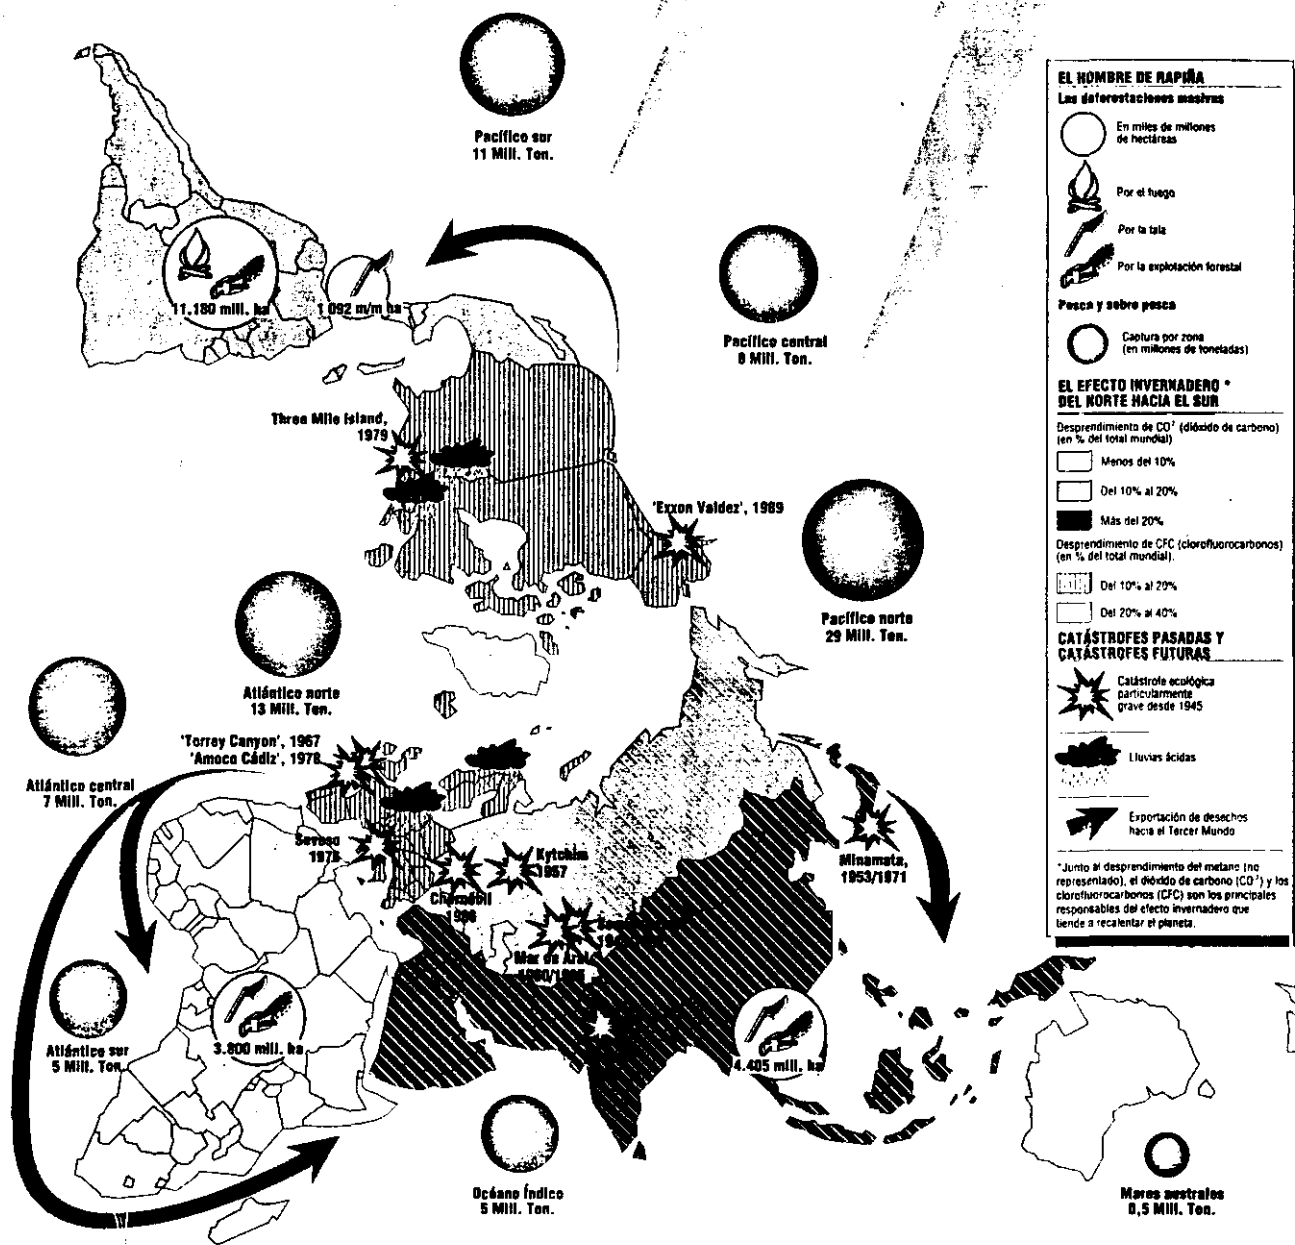 Pacífico sur
11 Mill. Ton.
11.180 mill. ha
1 092 m/m ha
Pacífico central
8 Mill. Ton.
Three Mile Island,
1979
'Exxon Valdez', 1989
Pacífico norte
29 Mill. Ton.
Atlántico norte
13 Mill. Ton.
'Torrey Canyon', 1967
'Amoco Cádiz', 1978
Atlántico central
7 Mill. Ton.
Seveso
1976
Kytchim
1957
Chernobil
1986
Minamata,
1953/1971
Mar de Aral
Atlántico sur
5 Mill. Ton.
3.800 mill. ha
4.405 mill. ha
Océano Índico
5 Mill. Ton.
Mares australes
0,5 Mill. Ton.
EL HOMBRE DE RAPIÑA
Las deforestaciones masivas
En miles de millones
de hectáreas
Por el fuego
Por la tala
Por la explotación forestal
Pesca y sobre pesca
Captura por zona
(en millones de toneladas)
EL EFECTO INVERNADERO *
DEL NORTE HACIA EL SUR
Desprendimiento de CO² (dióxido de carbono)
(en % del total mundial)
Menos del 10%
Del 10% al 20%
Más del 20%
Desprendimiento de CFC (clorofluorocarbonos)
(en % del total mundial).
Del 10% al 20%
Del 20% al 40%
CATÁSTROFES PASADAS Y
CATÁSTROFES FUTURAS
Catástrofe ecológica
particularmente
grave desde 1945
Lluvias ácidas
Exportación de desechos
hacia el Tercer Mundo
*Junto al desprendimiento del metano (no
representado), el dióxido de carbono (CO²) y los
clorofluorocarbonos (CFC) son los principales
responsables del efecto invernadero que
tiende a recalentar el planeta.